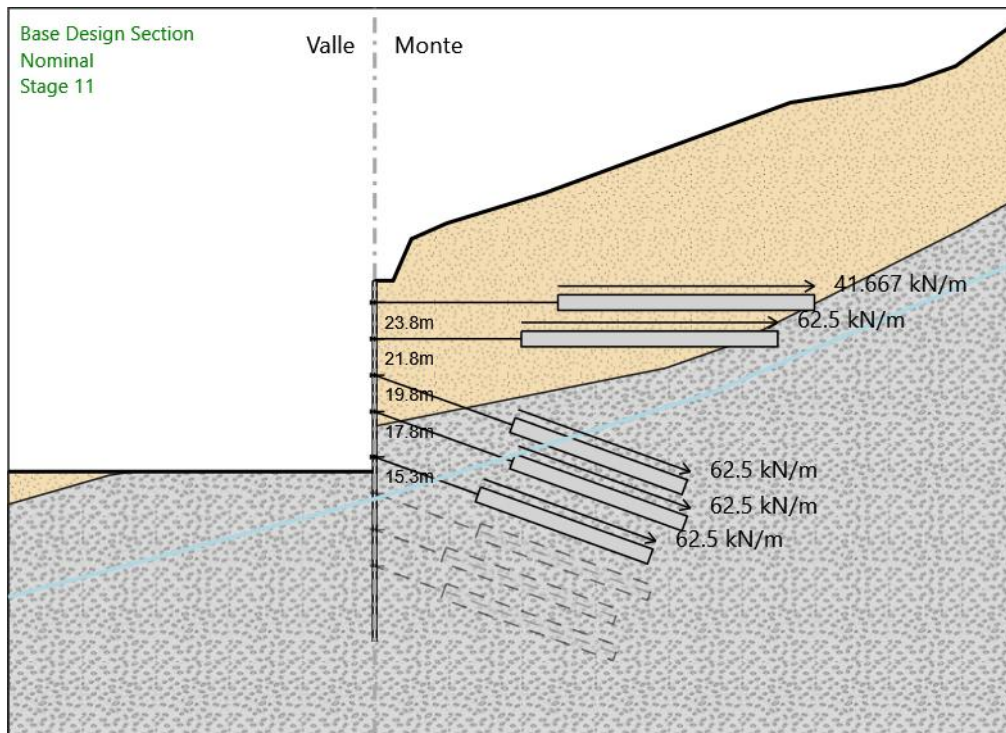 Base Design Section
Nominal
Stage 11
Valle
Monte
41.667 kN/m
62.5 kN/m
23.8m
21.8m
19.8m
17.8m
15.3m
62.5 kN/m
62.5 kN/m
62.5 kN/m